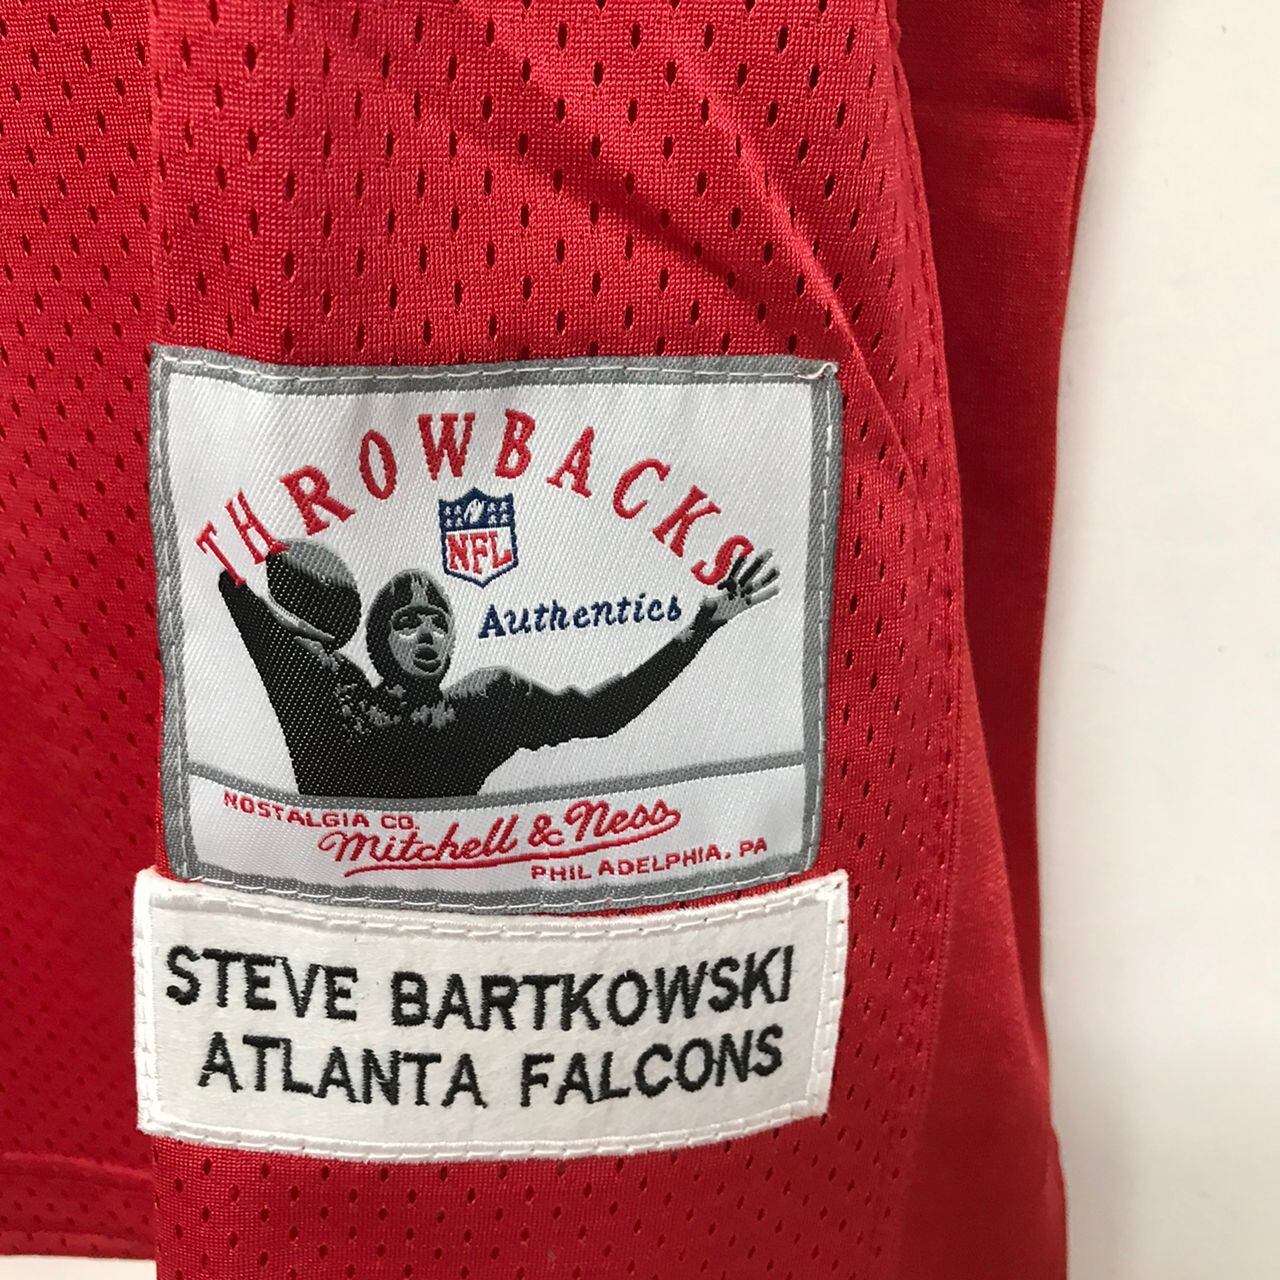 THROWBACKS
NFL
Authentics
NOSTALGIA CO.
Mitchell & Ness
PHILADELPHIA, PA
STEVE BARTKOWSKI
ATLANTA FALCONS